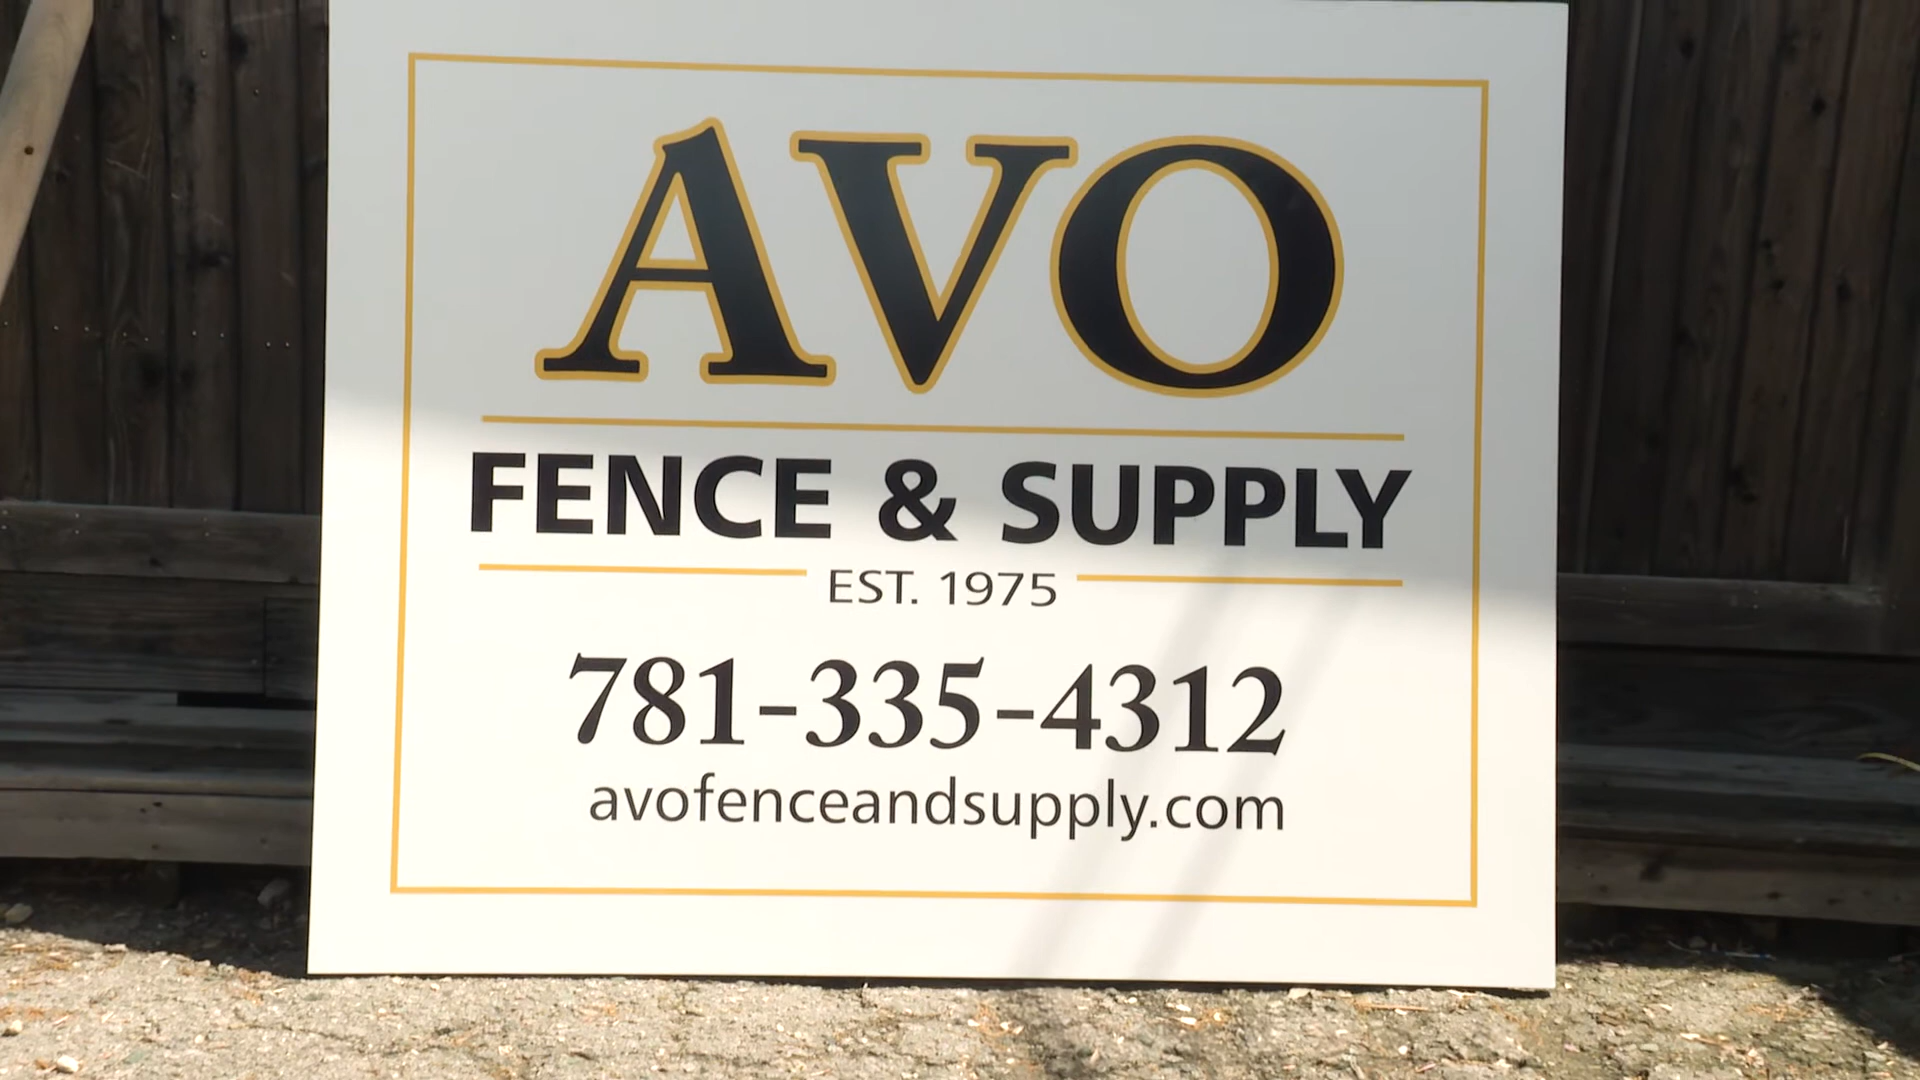 AVO
FENCE & SUPPLY
EST. 1975
781-335-4312
avofenceandsupply.com